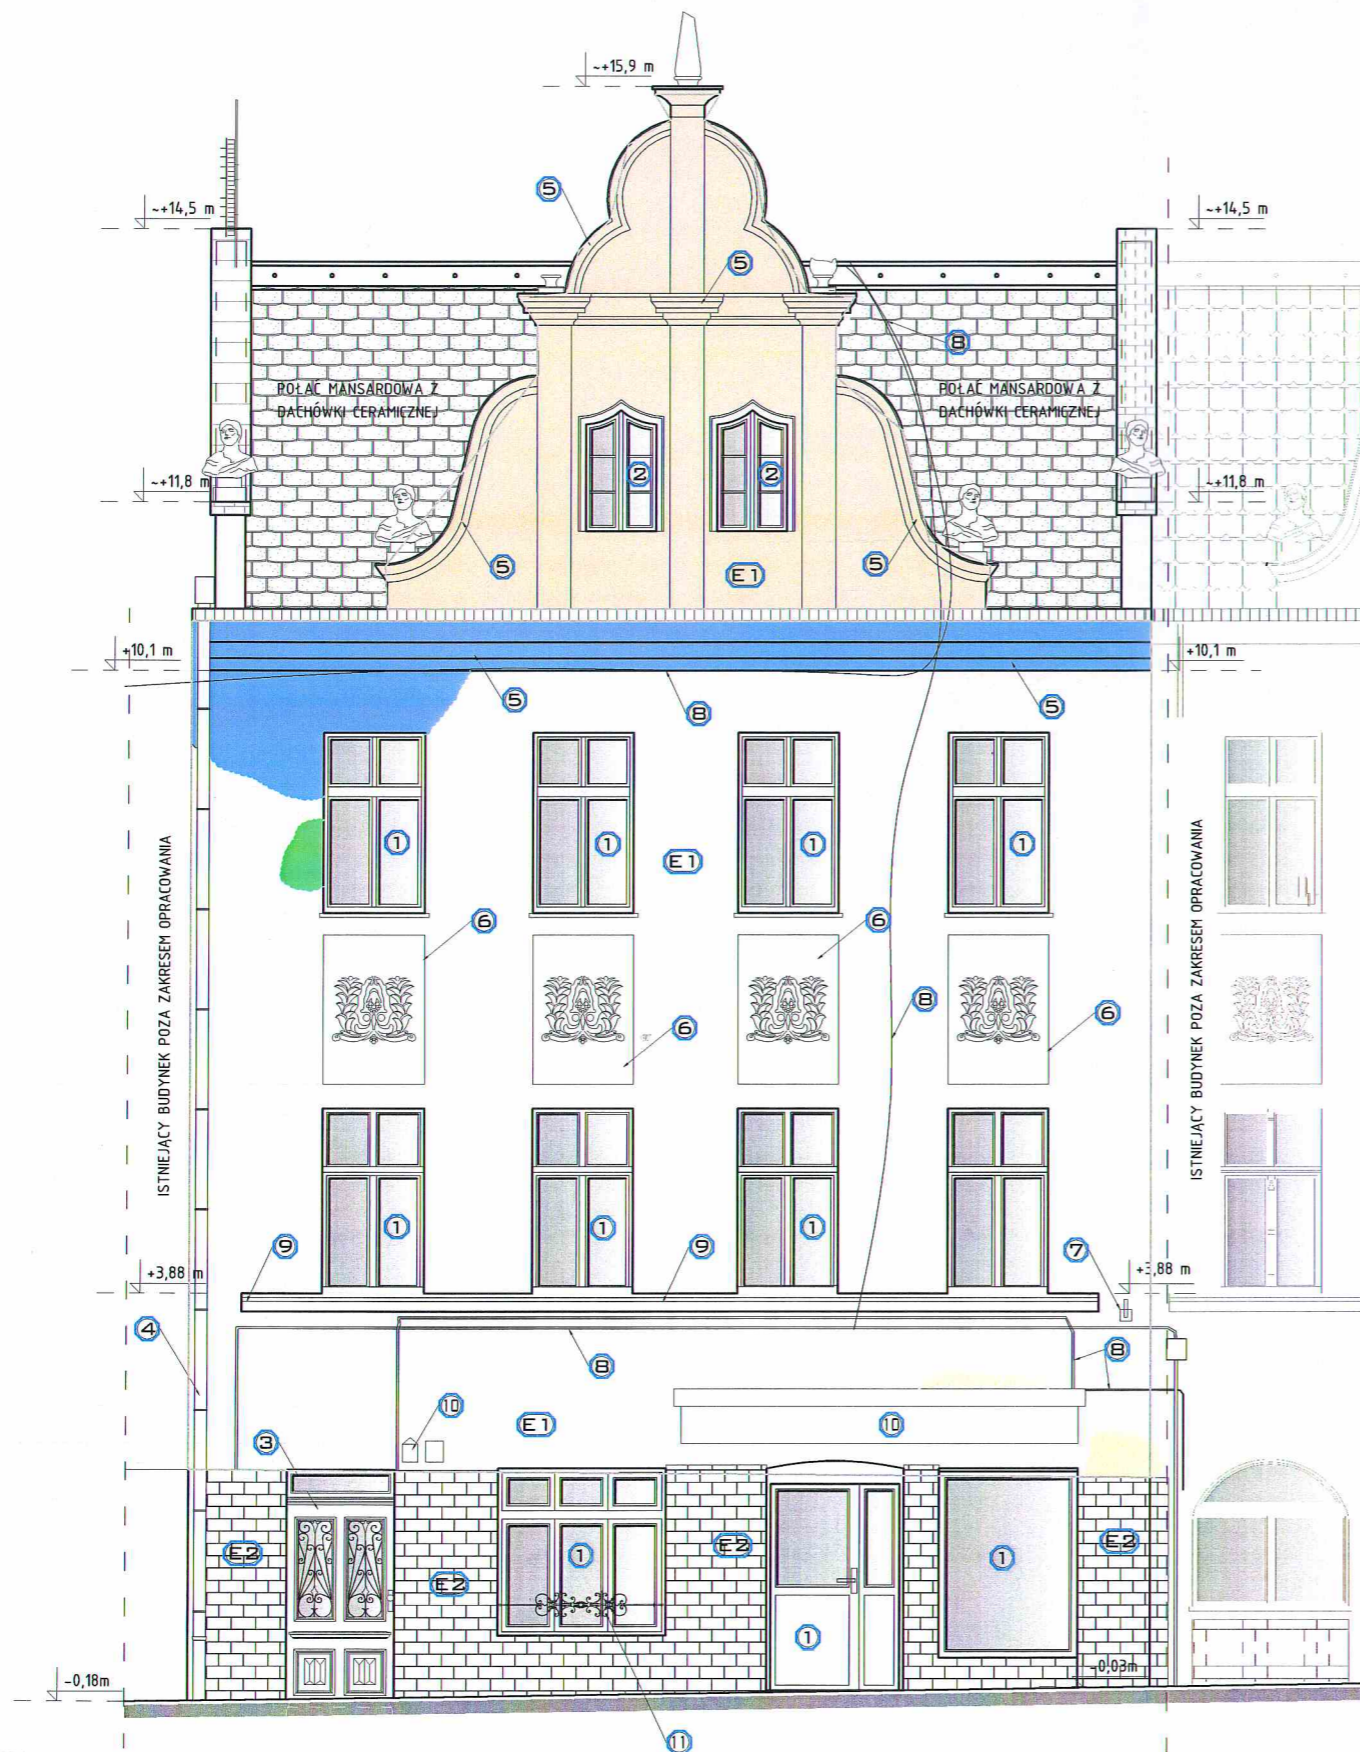 ~+15,9 m
5
~+14,5 m
~+14,5 m
5
8
POŁAĆ MANSARDOWA Z
DACHÓWKI CERAMICZNEJ
POŁAĆ MANSARDOWA Z
DACHÓWKI CERAMICZNEJ
2
2
~+11,8 m
~+11,8 m
5
E1
5
+10,1 m
+10,1 m
5
8
5
1
1
1
1
E1
ISTNIEJĄCY BUDYNEK POZA ZAKRESEM OPRACOWANIA
ISTNIEJĄCY BUDYNEK POZA ZAKRESEM OPRACOWANIA
6
6
8
6
6
1
1
1
9
9
7
+3,88 m
+3,88 m
4
8
8
10
E1
10
3
E2
E2
1
E2
1
E2
1
-0,18m
-0,03m
11